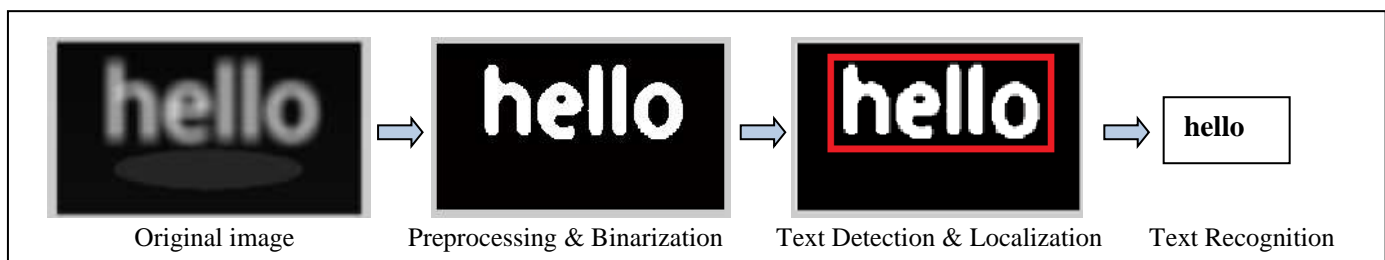 hello hello hello hello
Original image Preprocessing & Binarization Text Detection & Localization Text Recognition